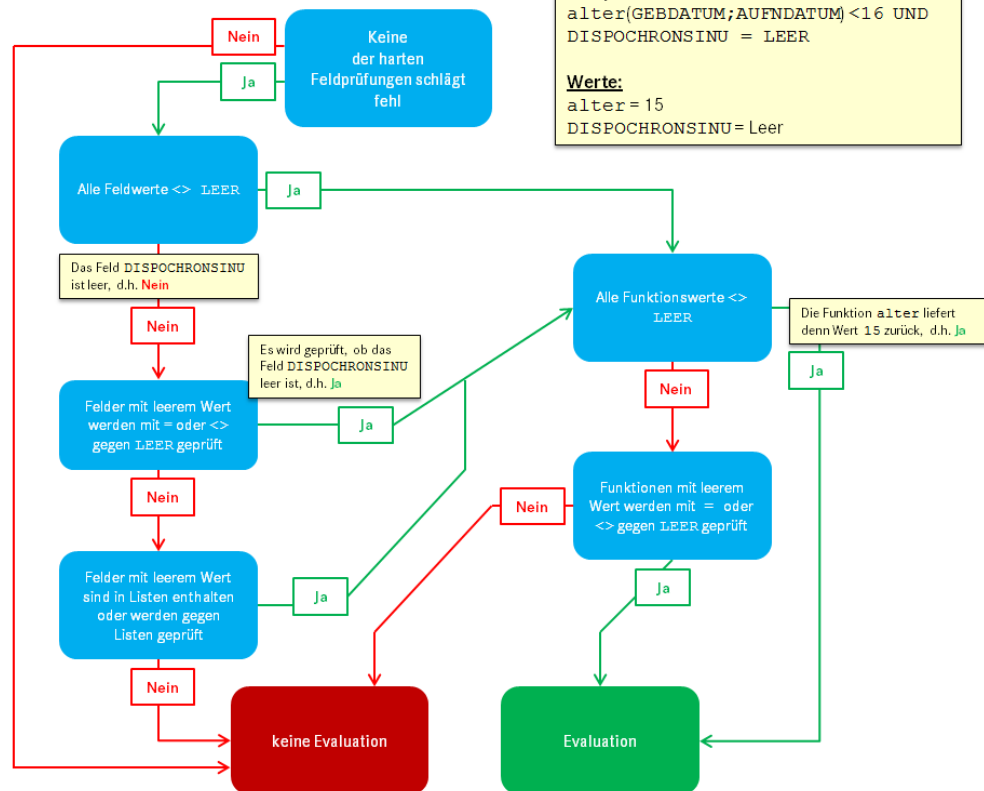 alter(GEBDATUM;AUFNDATUM)<16 UND
DISPOCHRONSINU = LEER
Werte:
alter = 15
DISPOCHRONSINU = Leer
Nein
Keine
der harten
Feldprüfungen schlägt
fehl
Ja
Alle Feldwerte <> LEER
Ja
Das Feld DISPOCHRONSINU
ist leer, d.h. Nein
Nein
Alle Funktionswerte <>
LEER
Die Funktion alter liefert
denn Wert 15 zurück, d.h. Ja
Ja
Es wird geprüft, ob das
Feld DISPOCHRONSINU
leer ist, d.h. Ja
Nein
Felder mit leerem Wert
werden mit = oder <>
gegen LEER geprüft
Ja
Nein
Funktionen mit leerem
Wert werden mit = oder
<> gegen LEER geprüft
Nein
Ja
Felder mit leerem Wert
sind in Listen enthalten
oder werden gegen
Listen geprüft
Ja
Nein
keine Evaluation
Evaluation